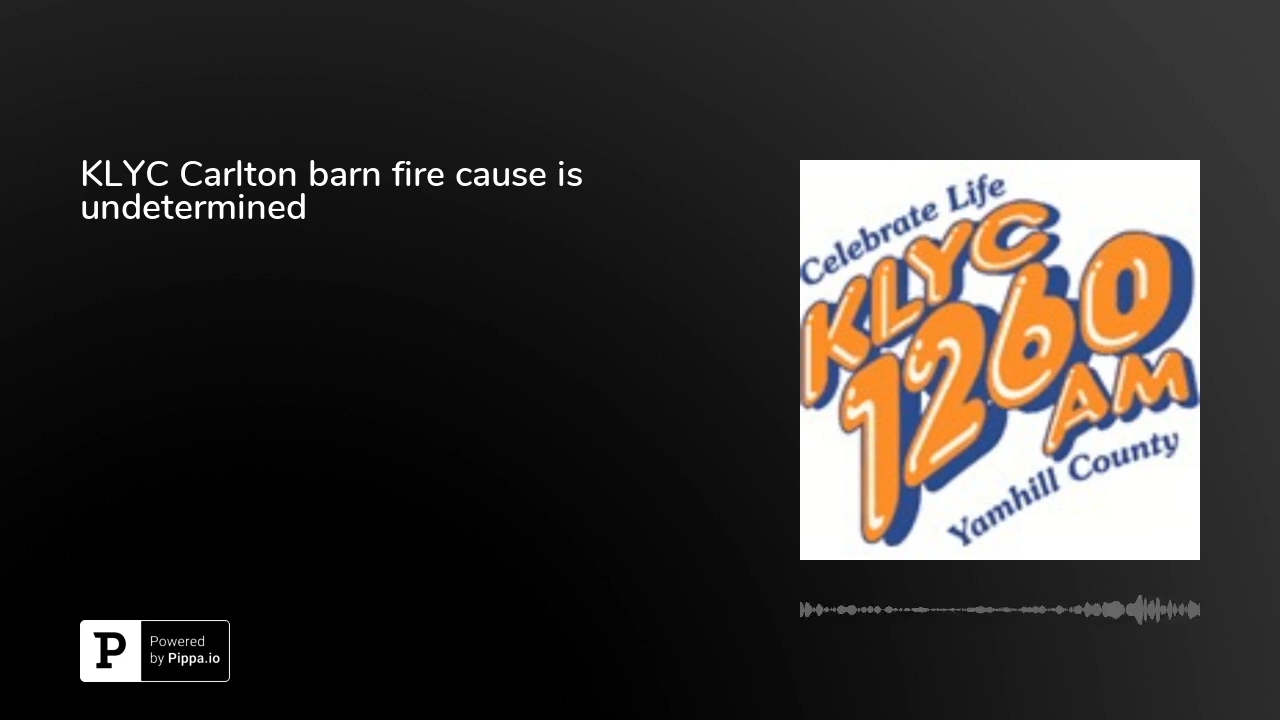 KLYC Carlton barn fire cause is
undetermined
Celebrate Life
KLYC
1260
AM
Yamhill County
P
Powered
by Pippa.io